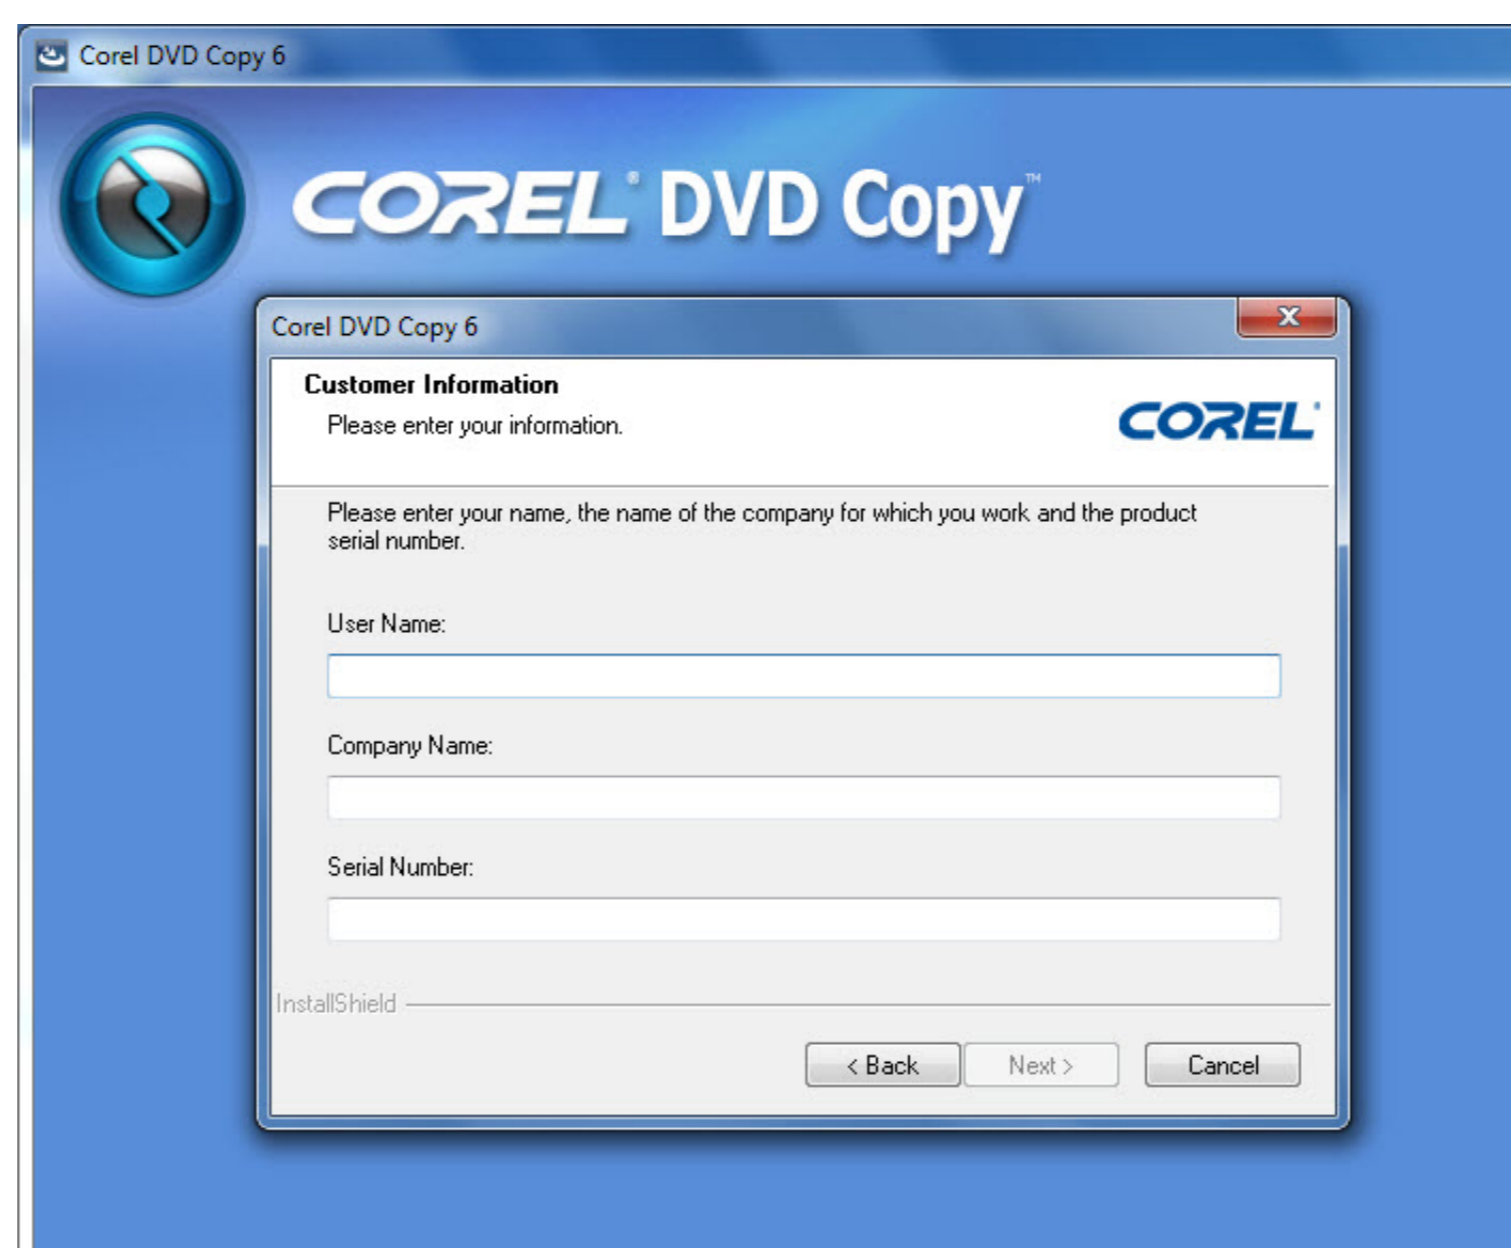 Corel DVD Copy 6
COREL® DVD Copy™
Corel DVD Copy 6
Customer Information
Please enter your information.
COREL
Please enter your name, the name of the company for which you work and the product
serial number.
User Name:
Company Name:
Serial Number:
InstallShield
< Back Next > Cancel